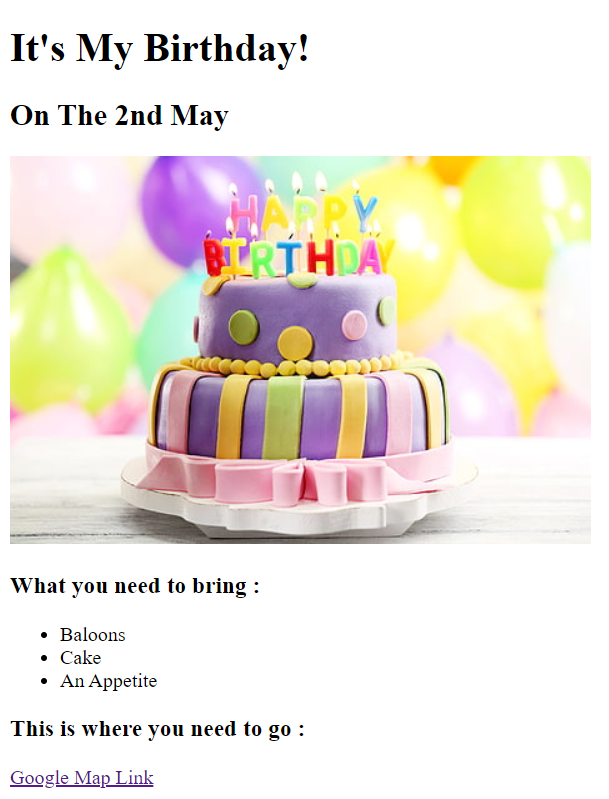 It's My Birthday!
On The 2nd May
HAPPY
BIRTHDAY
What you need to bring :
Baloons
Cake
An Appetite
This is where you need to go :
Google Map Link